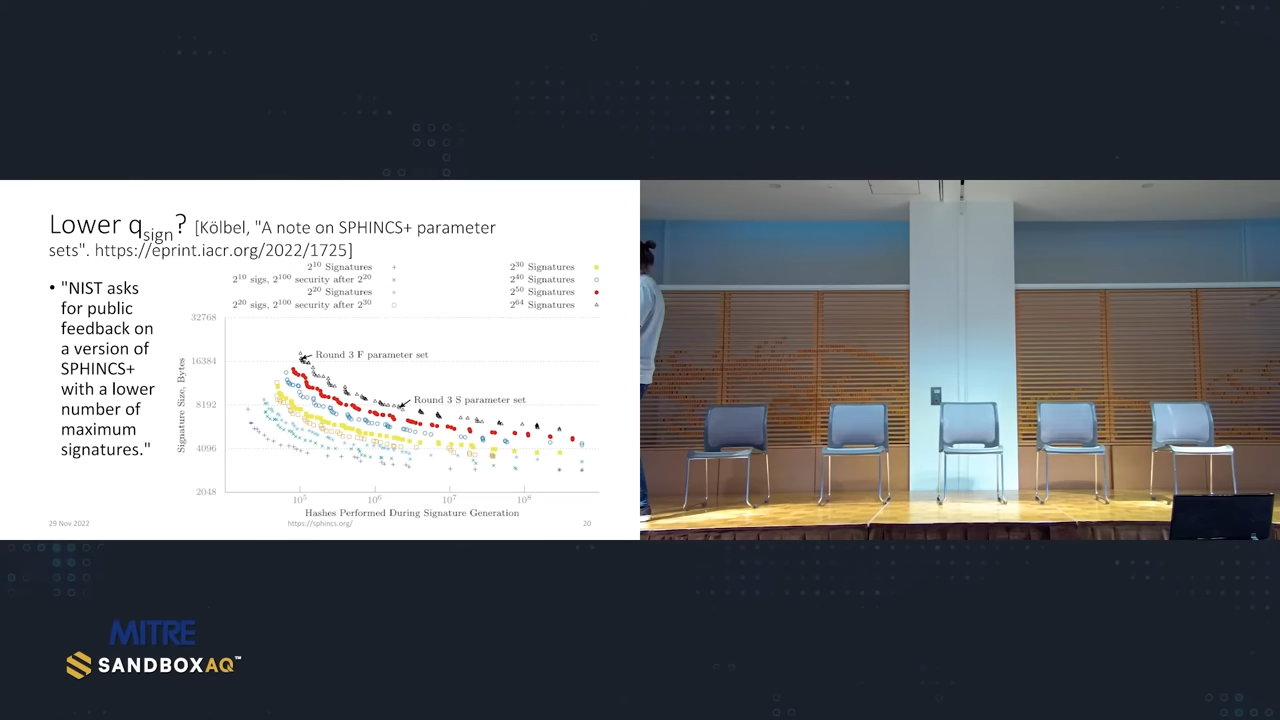 Lower qsign? [Kölbel, "A note on SPHINCS+ parameter
sets". https://eprint.iacr.org/2022/1725]
• "NIST asks
for public
feedback on
a version of
SPHINCS+
with a lower
number of
maximum
signatures."
2^10 Signatures
2^10 sigs, 2^100 security after 2^20
2^20 Signatures
2^20 sigs, 2^100 security after 2^30
2^30 Signatures
2^40 Signatures
2^50 Signatures
2^64 Signatures
32768
16384
8192
4096
2048
Signature Size, Bytes
Round 3 F parameter set
Round 3 S parameter set
10^5
10^6
10^7
10^8
Hashes Performed During Signature Generation
29 Nov 2022
https://sphincs.org/
20
MITRE
SANDBOXAQ™